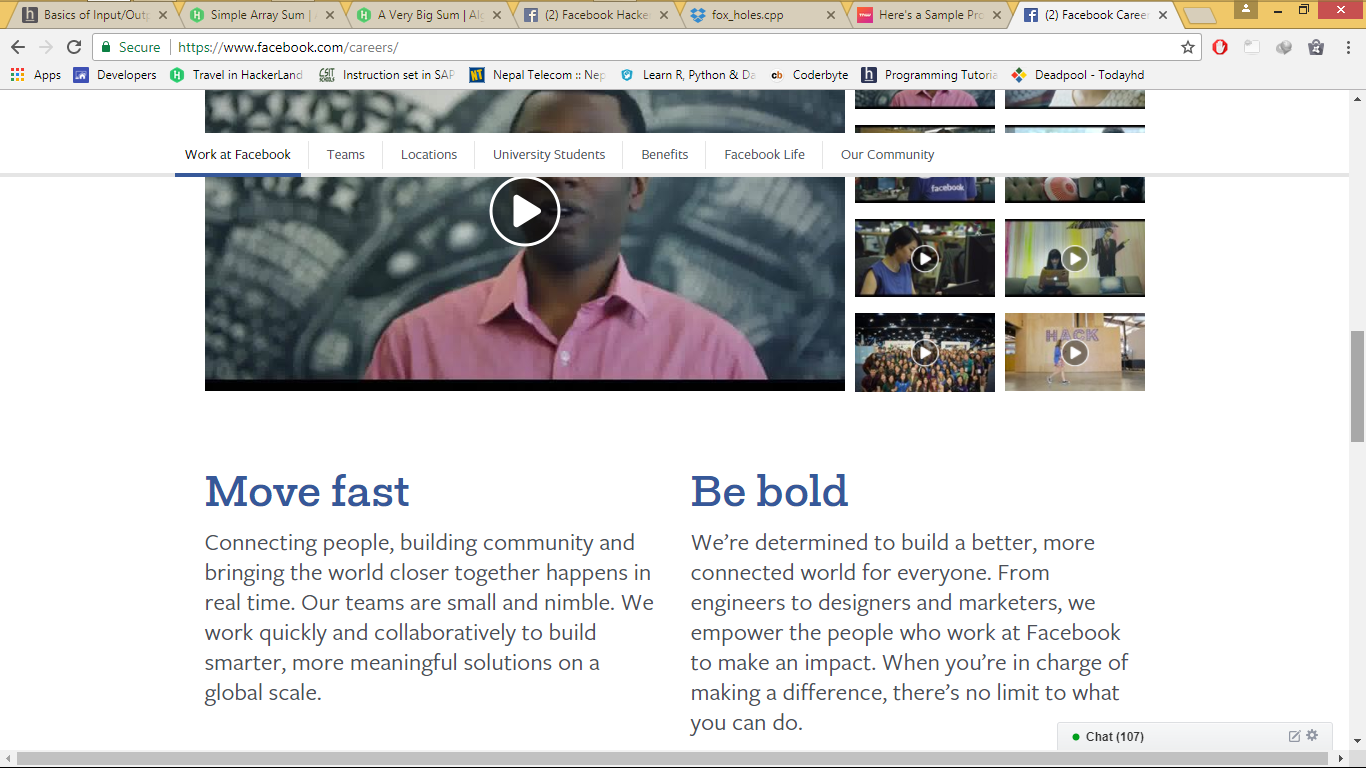 Basics of Input/Outp
Simple Array Sum |
A Very Big Sum | Alg
(2) Facebook Hacke
fox_holes.cpp
Here's a Sample Pro
(2) Facebook Caree
Secure
https://www.facebook.com/careers/
Apps
Developers
Travel in HackerLand
CSIT
Instruction set in SAP
NT
Nepal Telecom :: Nep
Learn R, Python & Da
cb
Coderbyte
h
Programming Tutoria
Deadpool - Todayhd
Work at Facebook
Teams
Locations
University Students
Benefits
Facebook Life
Our Community
facebook
HACK
Move fast
Connecting people, building community and
bringing the world closer together happens in
real time. Our teams are small and nimble. We
work quickly and collaboratively to build
smarter, more meaningful solutions on a
global scale.
Be bold
We're determined to build a better, more
connected world for everyone. From
engineers to designers and marketers, we
empower the people who work at Facebook
to make an impact. When you're in charge of
making a difference, there's no limit to what
you can do.
Chat (107)